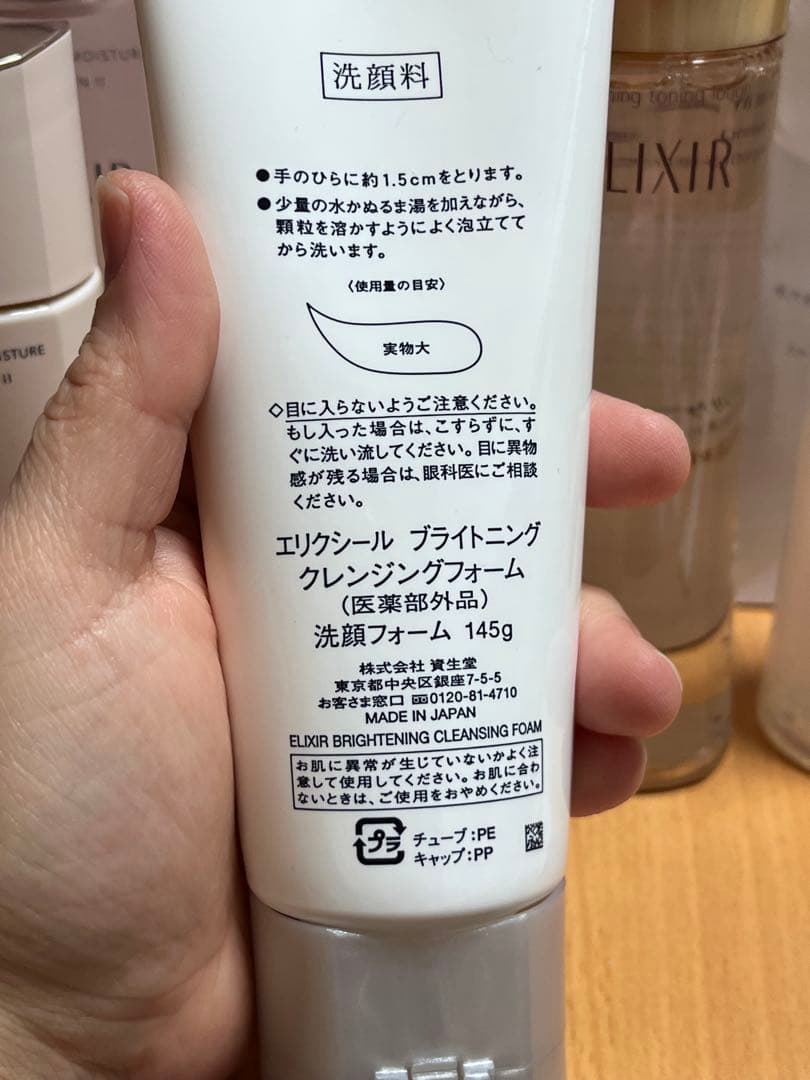 洗顔料
●手のひらに約1.5cmをとります。
●少量の水かぬるま湯を加えながら、
顆粒を溶かすようによく泡立てて
から洗います。
〈使用量の目安〉
実物大
◇目に入らないようご注意ください。
もし入った場合は、こすらずに、す
ぐに洗い流してください。目に異物
感が残る場合は、眼科医にご相談
ください。
エリクシール ブライトニング
クレンジングフォーム
(医薬部外品)
洗顔フォーム 145g
株式会社 資生堂
東京都中央区銀座7-5-5
お客さま窓口 0120-81-4710
MADE IN JAPAN
ELIXIR BRIGHTENING CLEANSING FOAM
お肌に異常が生じていないかよく注
意して使用してください。お肌に合わ
ないときは、ご使用をおやめください。
プラ
チューブ:PE
キャップ:PP
LIXIR
ISTURE
II